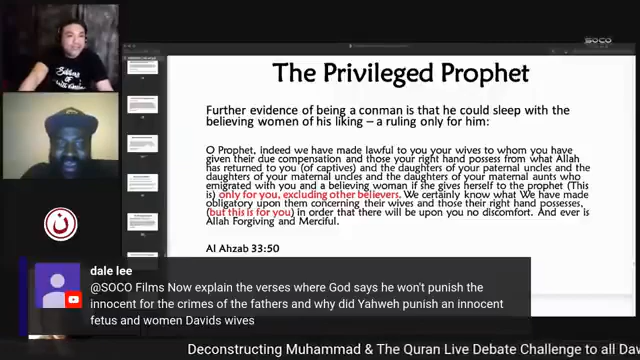 SOCO
The Privileged Prophet
Further evidence of being a conman is that he could sleep with the
believing women of his liking – a ruling only for him:
O Prophet, indeed we have made lawful to you your wives to whom you have
given their due compensation and those your right hand possess from what Allah
has returned to you (of captives) and the daughters of your paternal uncles and the
daughters of your maternal uncles and the daughters of your maternal aunts who
emigrated with you and a believing woman if she gives herself to the prophet (This
is) only for you, excluding other believers. We certainly know what We have made
obligatory upon them concerning their wives and those their right hand possesses,
(but this is for you) in order that there will be upon you no discomfort. And ever is
Allah Forgiving and Merciful.
Al Ahzab 33:50
ن
dale lee
@SOCO Films Now explain the verses where God says he won't punish the
innocent for the crimes of the fathers and why did Yahweh punish an innocent
fetus and women Davids wives
Deconstructing Muhammad & The Quran Live Debate Challenge to all Daw